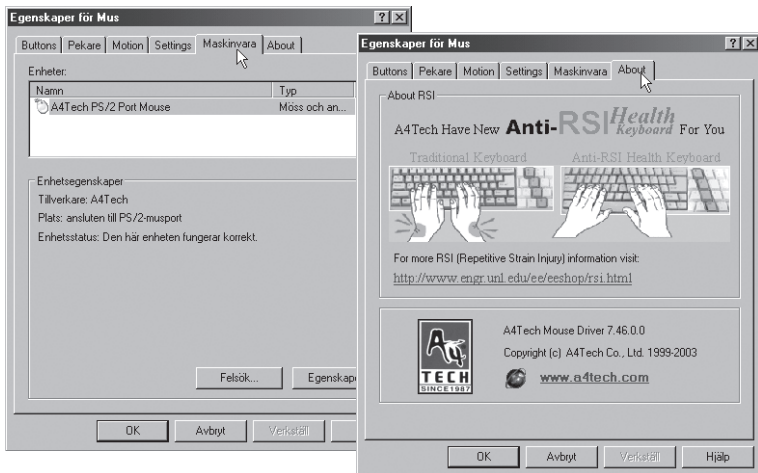 Egenskaper för Mus
Buttons Pekare Motion Settings Maskinvara About
Enheter:
Namn Typ
A4Tech PS/2 Port Mouse Möss och an...
Enhetsegenskaper
Tillverkare: A4Tech
Plats: ansluten till PS/2-musport
Enhetsstatus: Den här enheten fungerar korrekt.
Felsök... Egenskape
OK Avbryt Verkställ
Egenskaper för Mus
Buttons Pekare Motion Settings Maskinvara About
About RSI
A4Tech Have New Anti-RSI Health Keyboard For You
Traditional Keyboard Anti-RSI Health Keyboard
For more RSI (Repetitive Strain Injury) information visit:
http://www.engr.unl.edu/ee/eeshop/rsi.html
A4 TECH
SINCE1987
A4Tech Mouse Driver 7.46.0.0
Copyright (c) A4Tech Co., Ltd. 1999-2003
www.a4tech.com
OK Avbryt Verkställ Hjälp